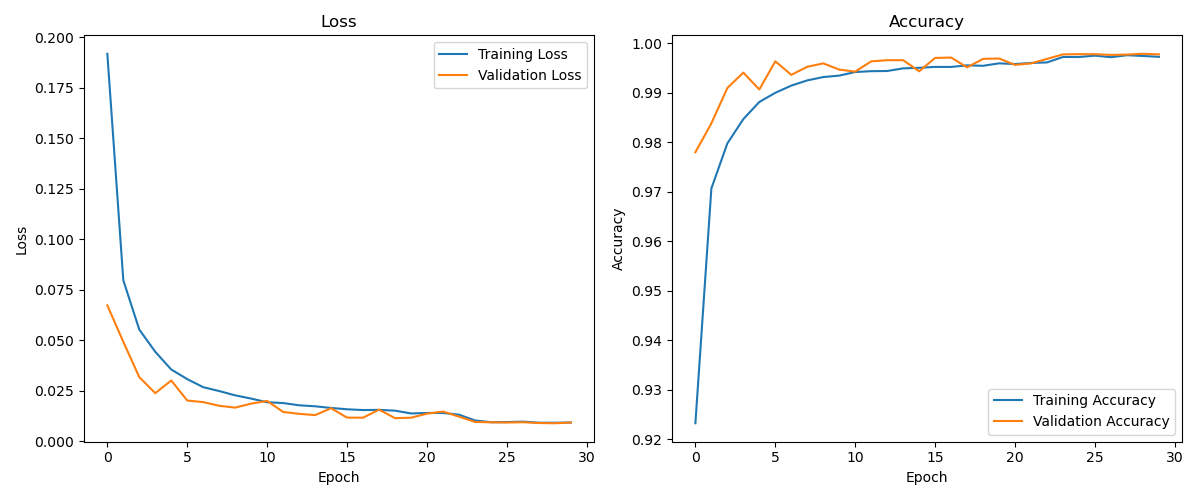 Loss
0.200
0.175
0.150
0.125
0.100
0.075
0.050
0.025
0.000
Loss
Training Loss
Validation Loss
0 5 10 15 20 25 30
Epoch
Accuracy
1.00
0.99
0.98
0.97
0.96
0.95
0.94
0.93
0.92
Accuracy
Training Accuracy
Validation Accuracy
0 5 10 15 20 25 30
Epoch